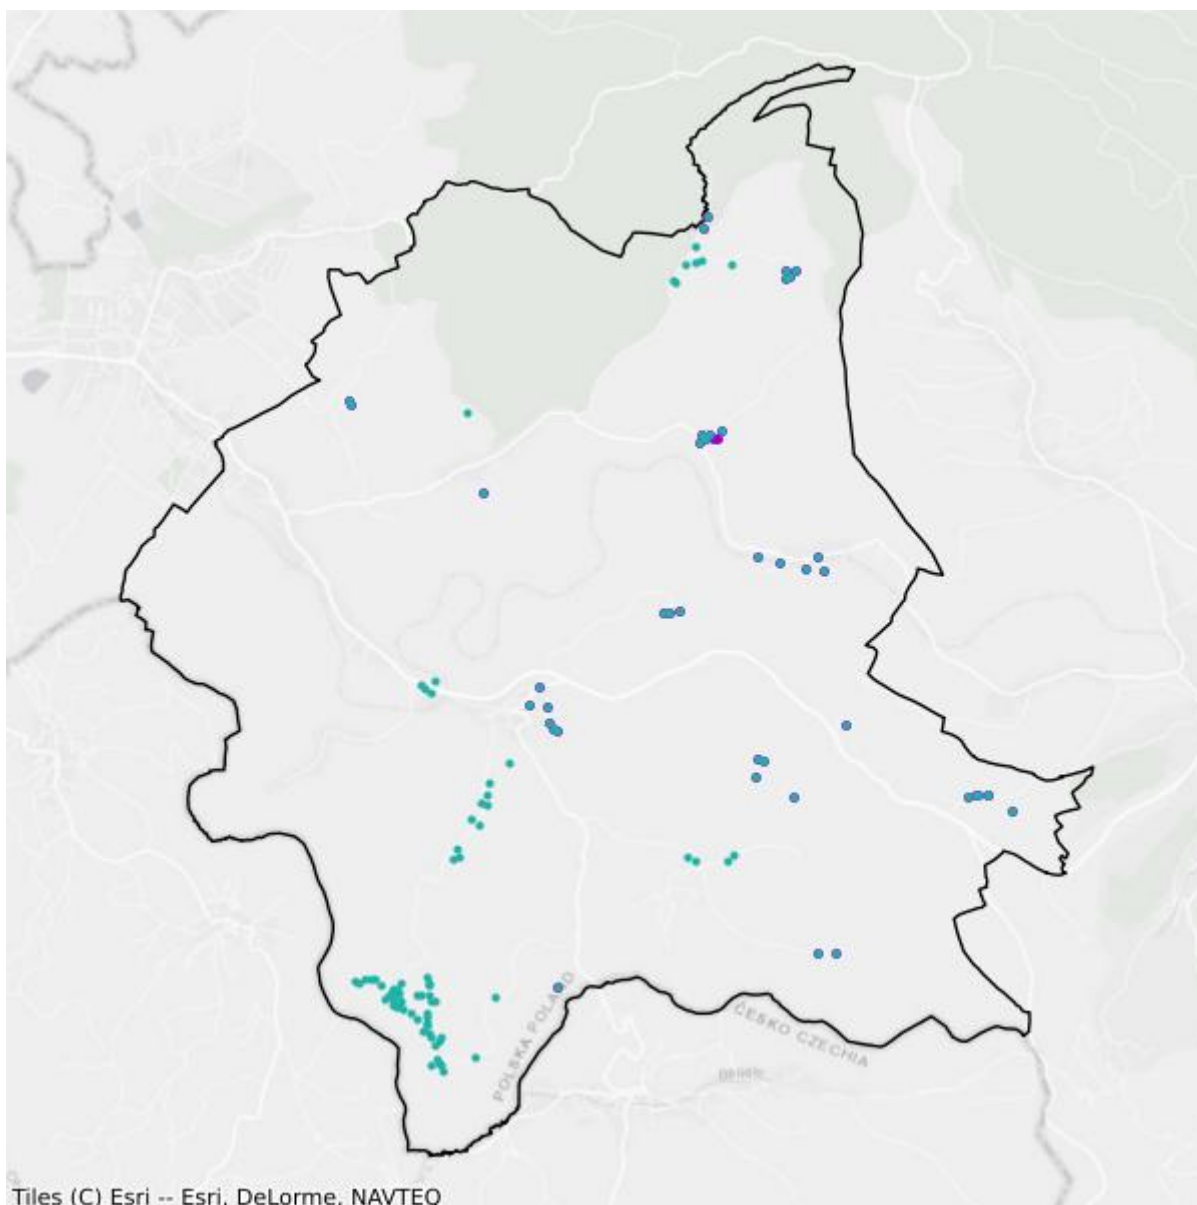 POLSKA POLAND
ČESKO CZECHIA
Tiles (C) Esri -- Esri, DeLorme, NAVTEQ